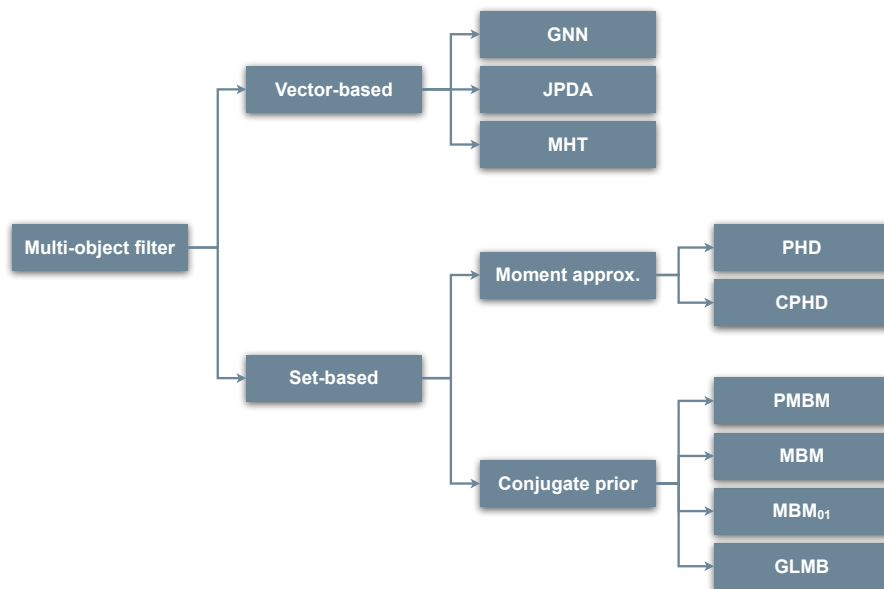 Multi-object filter
Vector-based
GNN
JPDA
MHT
Set-based
Moment approx.
PHD
CPHD
Conjugate prior
PMBM
MBM
MBM₀₁
GLMB